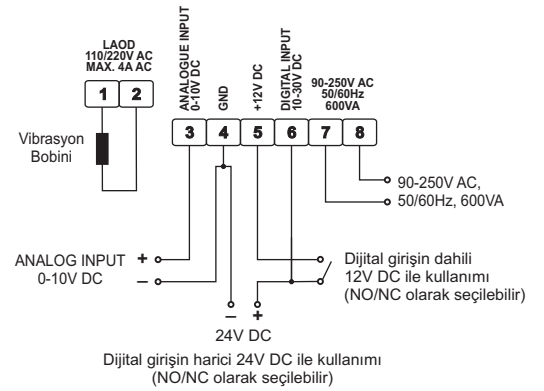 LAOD
110/220V AC
MAX. 4A AC
1 2
Vibrasyon
Bobini
ANALOGUE INPUT
0-10V DC
GND
+12V DC
DIGITAL INPUT
10-30V DC
90-250V AC
50/60Hz
600VA
3 4 5 6 7 8
90-250V AC,
50/60Hz, 600VA
ANALOG INPUT +
0-10V DC –
Dijital girişin dahili
12V DC ile kullanımı
(NO/NC olarak seçilebilir)
– +
24V DC
Dijital girişin harici 24V DC ile kullanımı
(NO/NC olarak seçilebilir)